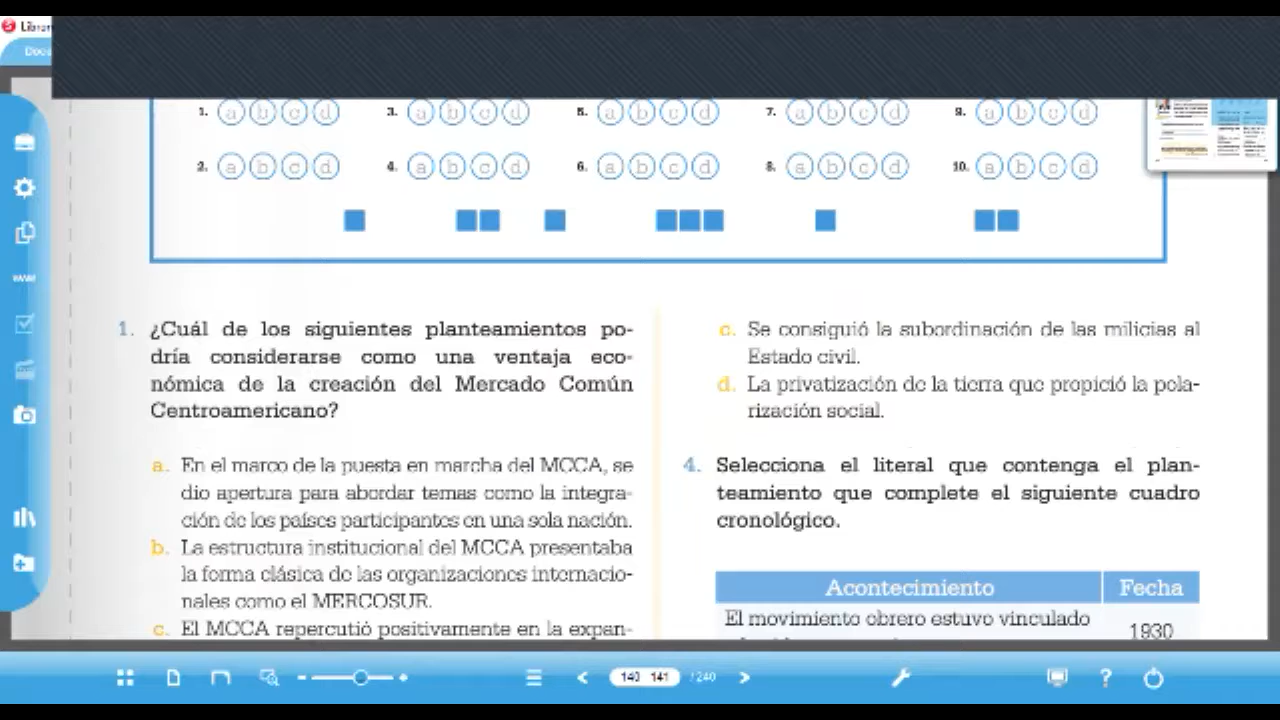 1. a b c d 3. a b c d 5. a b c d 7. a b c d 9. a b c d
2. a b c d 4. a b c d 6. a b c d 8. a b c d 10. a b c d
1. ¿Cuál de los siguientes planteamientos po-
dría considerarse como una ventaja eco-
nómica de la creación del Mercado Común
Centroamericano?
a. En el marco de la puesta en marcha del MCCA, se
dio apertura para abordar temas como la integra-
ción de los países participantes en una sola nación.
b. La estructura institucional del MCCA presentaba
la forma clásica de las organizaciones internacio-
nales como el MERCOSUR.
c. El MCCA repercutió positivamente en la expan-
c. Se consiguió la subordinación de las milicias al
Estado civil.
d. La privatización de la tierra que propició la pola-
rización social.
4. Selecciona el literal que contenga el plan-
teamiento que complete el siguiente cuadro
cronológico.
Acontecimiento Fecha
El movimiento obrero estuvo vinculado
1930
www
140 141 /240
?